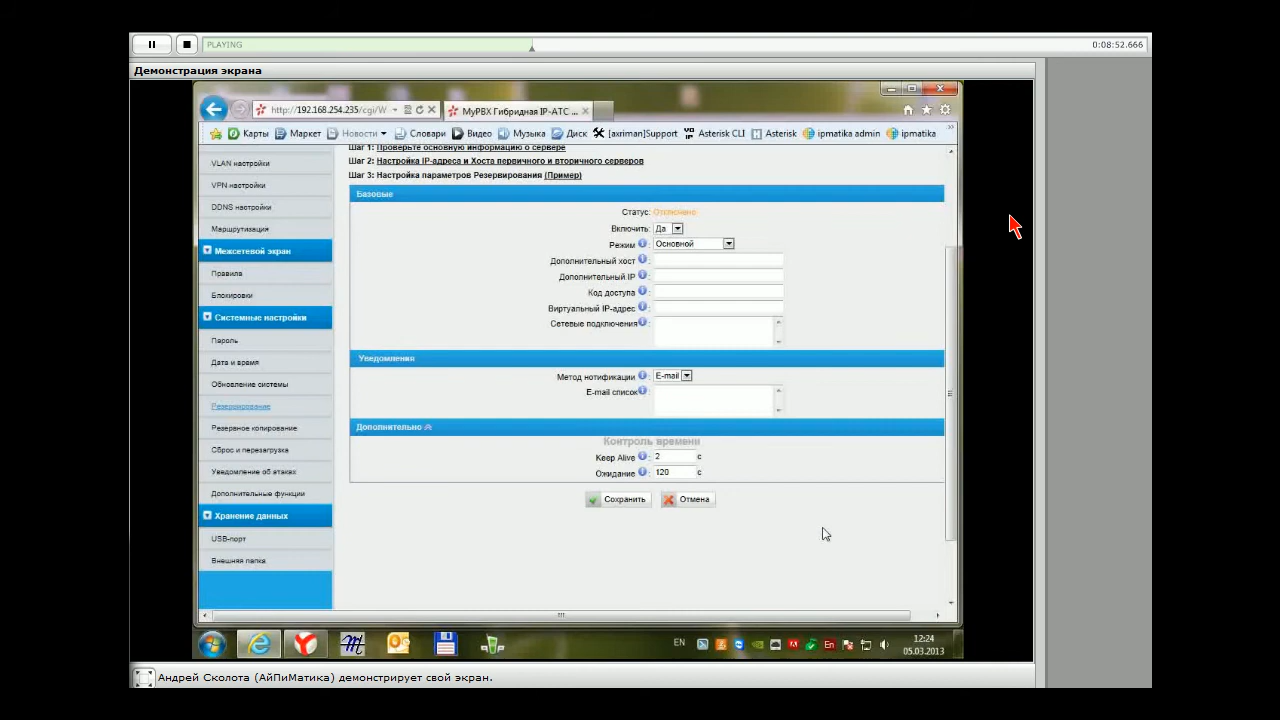 PLAYING 0:08:52.666
Демонстрация экрана
http://192.168.254.235/cgi/W MyPBX Гибридная IP-АТС ...
Карты Маркет Новости Словари Видео Музыка Диск [axriman]Support Asterisk CLI Asterisk ipmatika admin ipmatika
Шаг 1: Проверьте основную информацию о сервере
Шаг 2: Настройка IP-адреса и Хоста первичного и вторичного серверов
Шаг 3: Настройка параметров Резервирования (Пример)
VLAN настройки
VPN настройки
DDNS настройки
Маршрутизация
Межсетевой экран
Правила
Блокировки
Системные настройки
Пароль
Дата и время
Обновление системы
Резервирование
Резервное копирование
Сброс и перезагрузка
Уведомление об атаках
Дополнительные функции
Хранение данных
USB-порт
Внешняя папка
Базовые
Статус: Отключено
Включить: Да
Режим : Основной
Дополнительный хост :
Дополнительный IP :
Код доступа :
Виртуальный IP-адрес :
Сетевые подключения :
Уведомления
Метод нотификации : E-mail
E-mail список :
Дополнительно
Контроль времени
Keep Alive : 2 с
Ожидание : 120 с
Сохранить Отмена
EN En 12:24
05.03.2013
Андрей Сколота (АйПиМатика) демонстрирует свой экран.